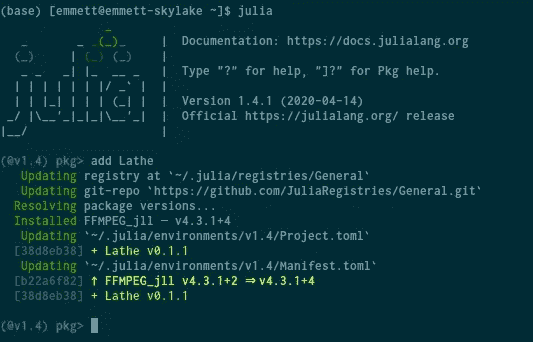 (base) [emmett@emmett-skylake ~]$ julia
Documentation: https://docs.julialang.org
Type "?" for help, "]?" for Pkg help.
Version 1.4.1 (2020-04-14)
Official https://julialang.org/ release
(@v1.4) pkg> add Lathe
Updating registry at `~/.julia/registries/General`
Updating git-repo `https://github.com/JuliaRegistries/General.git`
Resolving package versions...
Installed FFMPEG_jll — v4.3.1+4
Updating `~/.julia/environments/v1.4/Project.toml`
[38d8eb38] + Lathe v0.1.1
Updating `~/.julia/environments/v1.4/Manifest.toml`
[b22a6f82] ↑ FFMPEG_jll v4.3.1+2 ⇒ v4.3.1+4
[38d8eb38] + Lathe v0.1.1
(@v1.4) pkg>